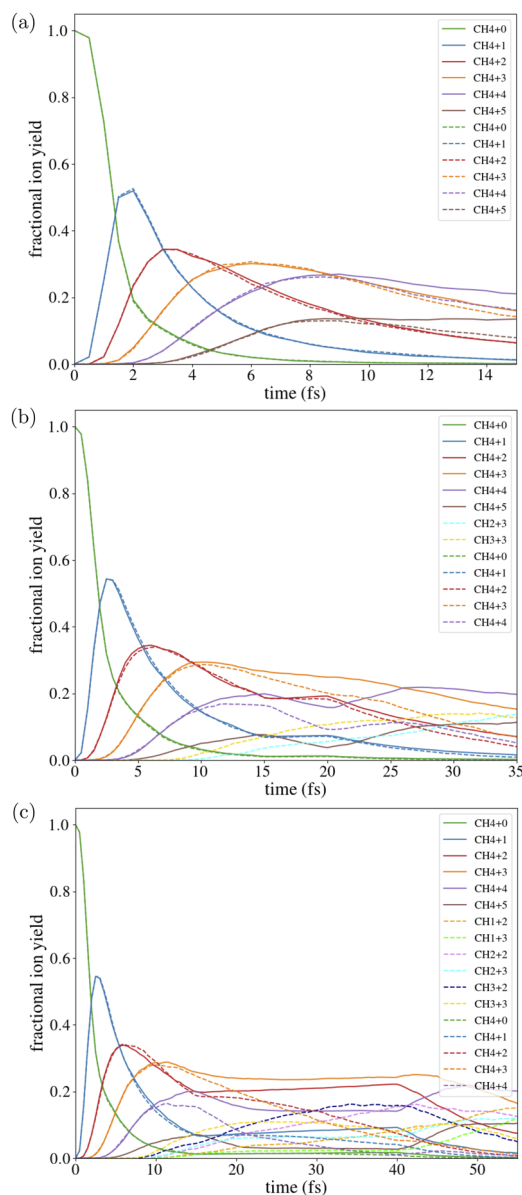 (a)
fractional ion yield
1.0
0.8
0.6
0.4
0.2
0.0
0
2
4
6
8
10
12
14
time (fs)
CH4+0
CH4+1
CH4+2
CH4+3
CH4+4
CH4+5
CH4+0
CH4+1
CH4+2
CH4+3
CH4+4
CH4+5
(b)
fractional ion yield
1.0
0.8
0.6
0.4
0.2
0.0
0
5
10
15
20
25
30
35
time (fs)
CH4+0
CH4+1
CH4+2
CH4+3
CH4+4
CH4+5
CH2+3
CH3+3
CH4+0
CH4+1
CH4+2
CH4+3
CH4+4
(c)
fractional ion yield
1.0
0.8
0.6
0.4
0.2
0.0
0
10
20
30
40
50
time (fs)
CH4+0
CH4+1
CH4+2
CH4+3
CH4+4
CH4+5
CH1+2
CH1+3
CH2+2
CH2+3
CH3+2
CH3+3
CH4+0
CH4+1
CH4+2
CH4+3
CH4+4